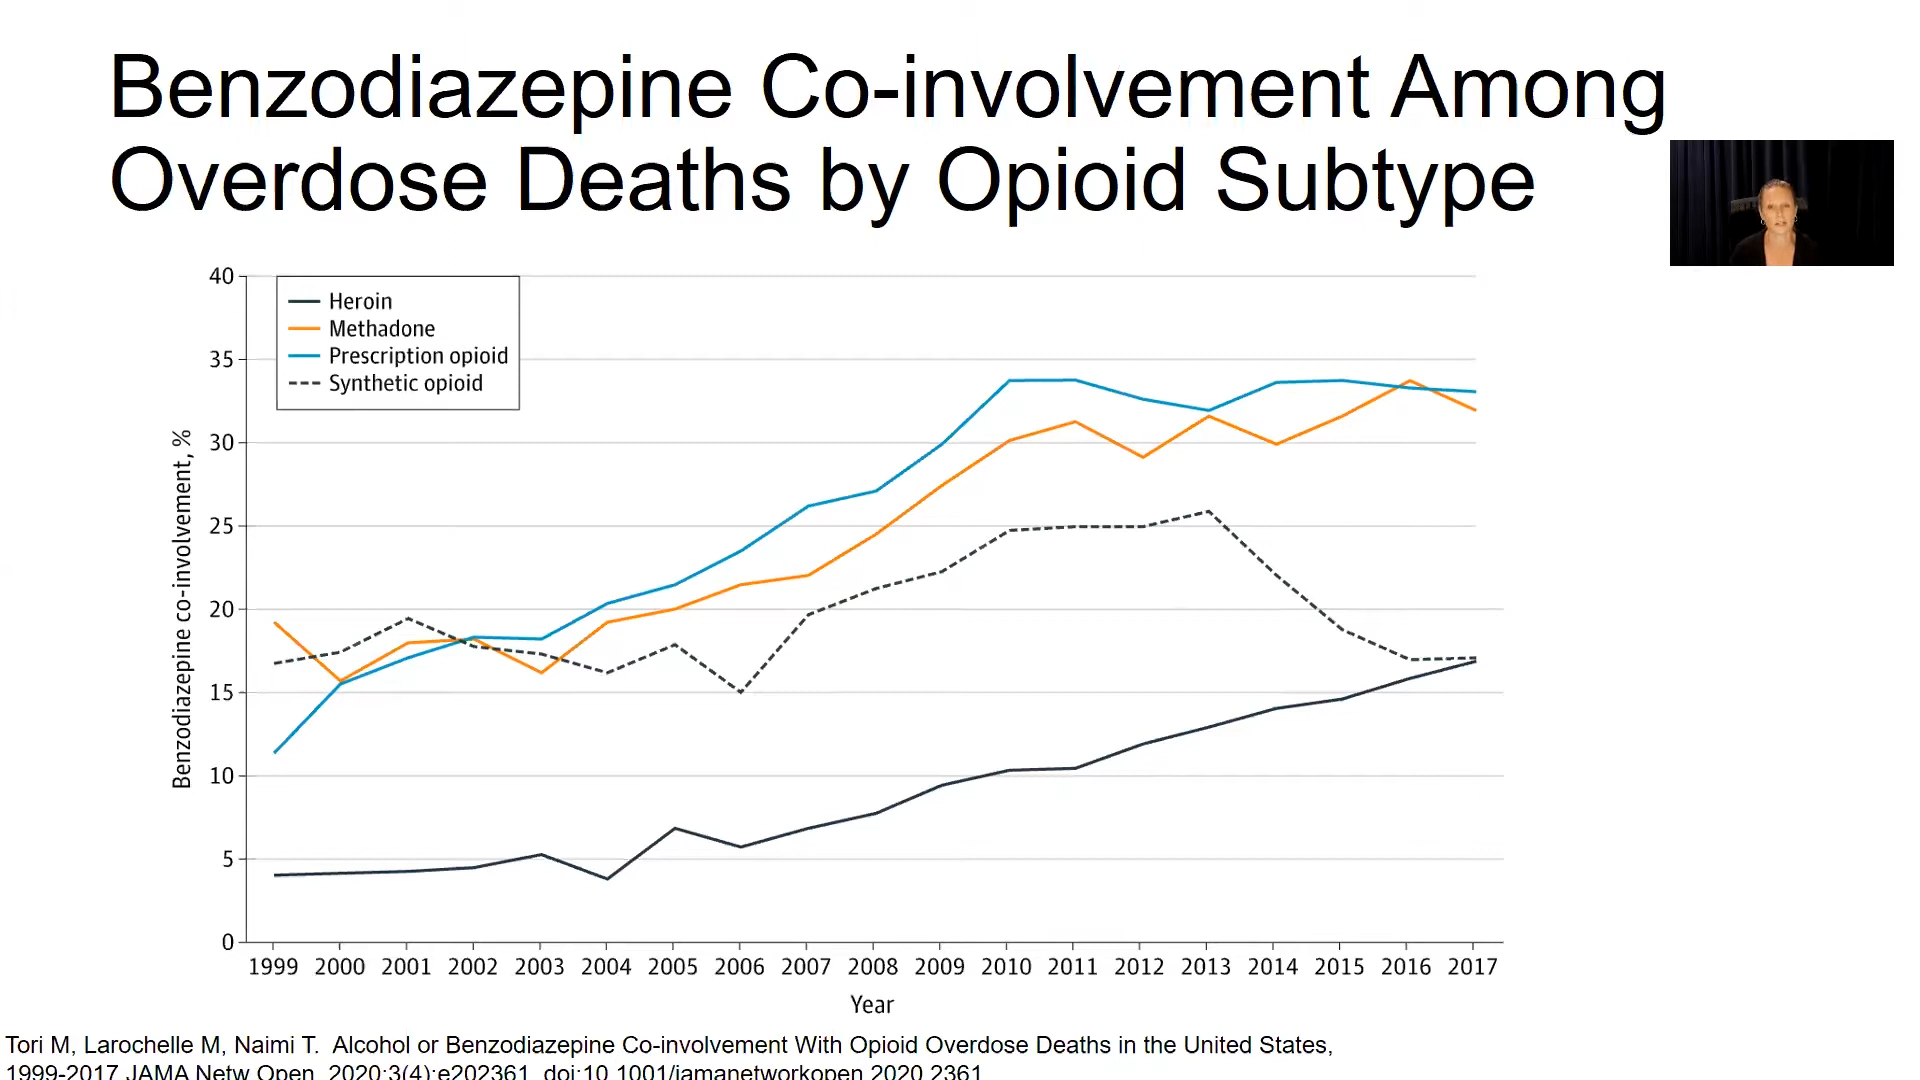 Benzodiazepine Co-involvement Among
Overdose Deaths by Opioid Subtype
40
Heroin
Methadone
35
Prescription opioid
Synthetic opioid
30
25
20
15
10
5
0
Benzodiazepine co-involvement, %
1999 2000 2001 2002 2003 2004 2005 2006 2007 2008 2009 2010 2011 2012 2013 2014 2015 2016 2017
Year
Tori M, Larochelle M, Naimi T. Alcohol or Benzodiazepine Co-involvement With Opioid Overdose Deaths in the United States,
1999-2017 JAMA Netw Open. 2020;3(4):e202361. doi:10.1001/jamanetworkopen.2020.2361